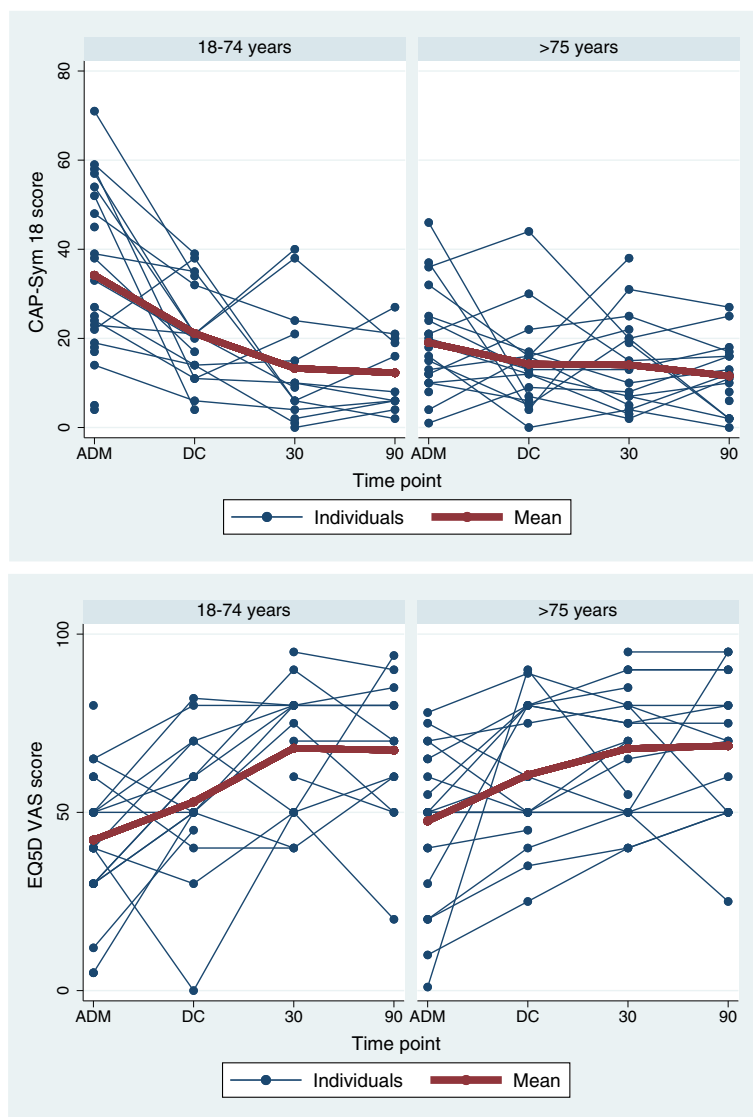 18-74 years >75 years
CAP-Sym 18 score
80
60
40
20
0
ADM DC 30 90 ADM DC 30 90
Time point
Individuals Mean
18-74 years >75 years
EQ5D VAS score
100
50
0
ADM DC 30 90 ADM DC 30 90
Time point
Individuals Mean